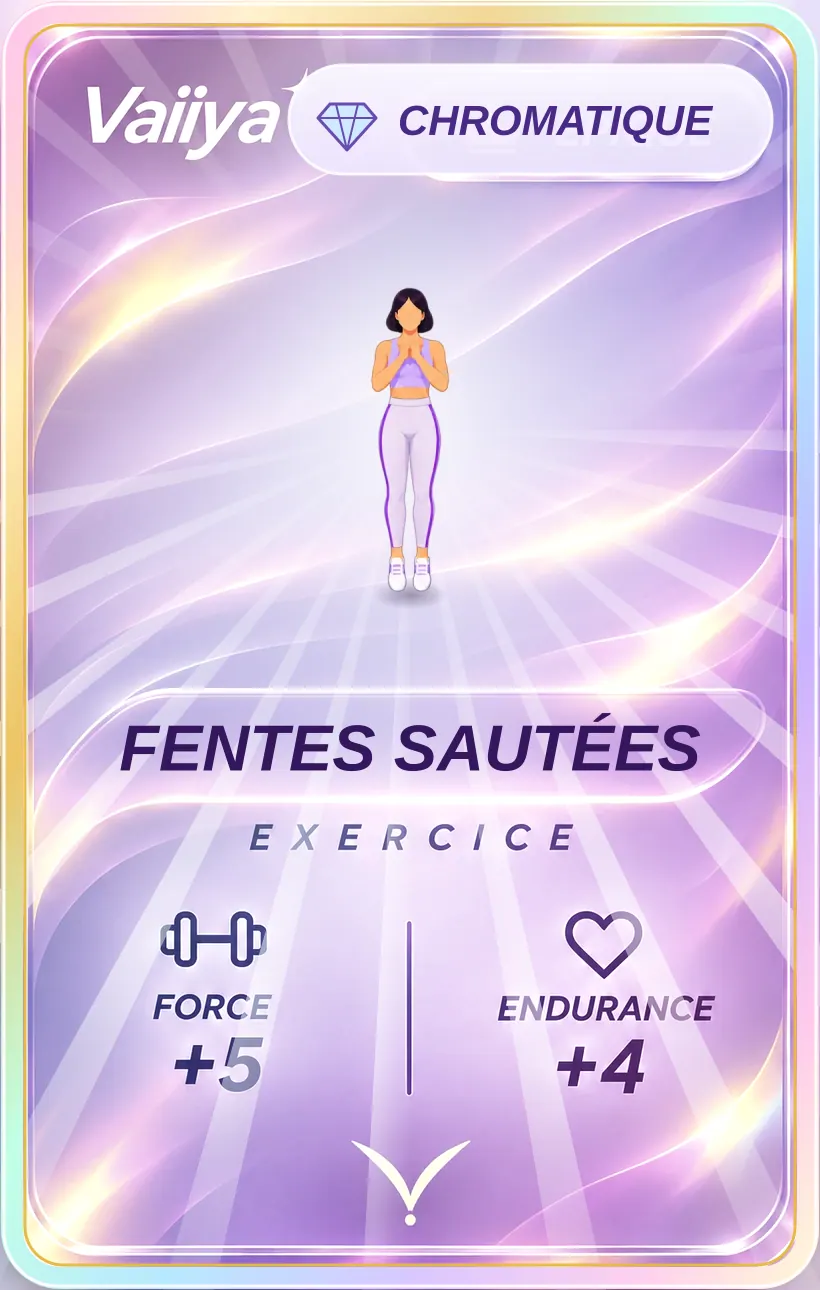 Vaiiya
CHROMATIQUE
FENTES SAUTÉES
EXERCICE
FORCE
+5
ENDURANCE
+4